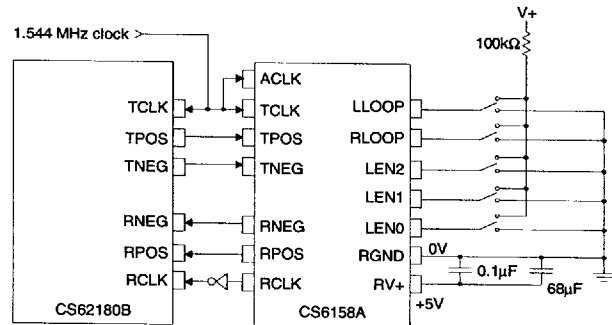 V+
1.544 MHz clock
100kΩ
ACLK
TCLK TCLK LLOOP
TPOS TPOS RLOOP
TNEG TNEG LEN2
LEN1
RNEG RNEG LEN0
RPOS RPOS RGND 0V
0.1µF
RCLK RCLK RV+ 68µF
+5V
CS62180B CS6158A